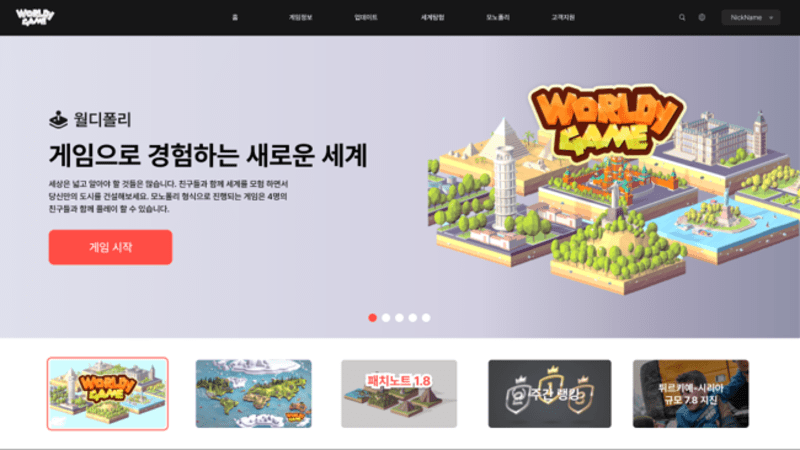 WORLDY
GAME
홈
게임정보
업데이트
세계탐험
모노폴리
고객지원
NickName
월디폴리
게임으로 경험하는 새로운 세계
세상은 넓고 알아야 할 것들은 많습니다. 친구들과 함께 세계를 모험 하면서
당신만의 도시를 건설해보세요. 모노폴리 형식으로 진행되는 게임은 4명의
친구들과 함께 플레이 할 수 있습니다.
게임 시작
WORLDY
GAME
WORLDY
GAME
WORLDY
GAME
패치노트 1.8
2 1 3
주간 랭킹
튀르키예-시리아
규모 7.8 지진